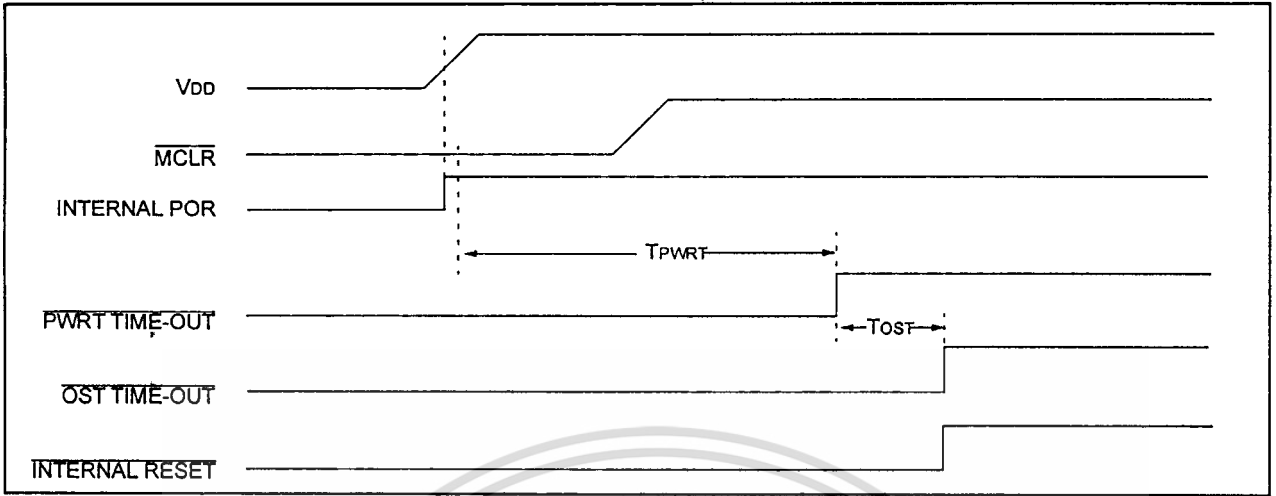 VDD
MCLR
INTERNAL POR
TPWRT
PWRT TIME-OUT
TOST
OST TIME-OUT
INTERNAL RESET